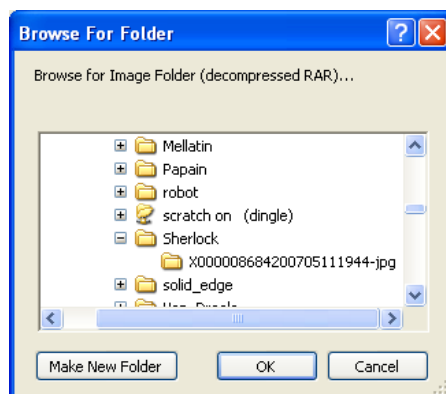 Browse For Folder
Browse for Image Folder (decompressed RAR)...
Mellatin
Papain
robot
scratch on (dingle)
Sherlock
X000008684200705111944-jpg
solid_edge
Make New Folder
OK
Cancel